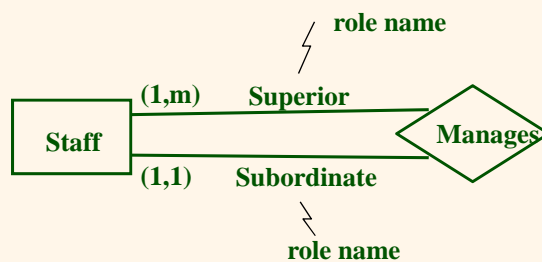 role name
(1,m) Superior
Staff
Manages
(1,1) Subordinate
role name